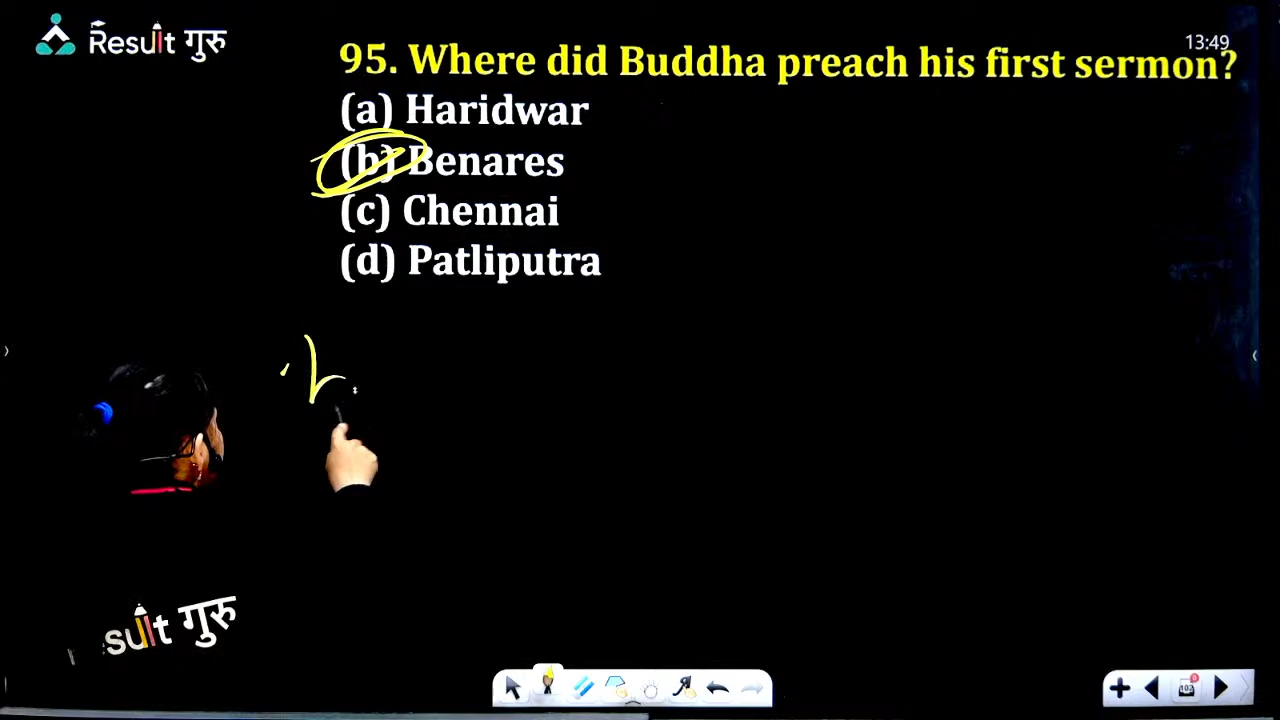 Result गुरु
13:49
95. Where did Buddha preach his first sermon?
(a) Haridwar
(b) Benares
(c) Chennai
(d) Patliputra
sult गुरु